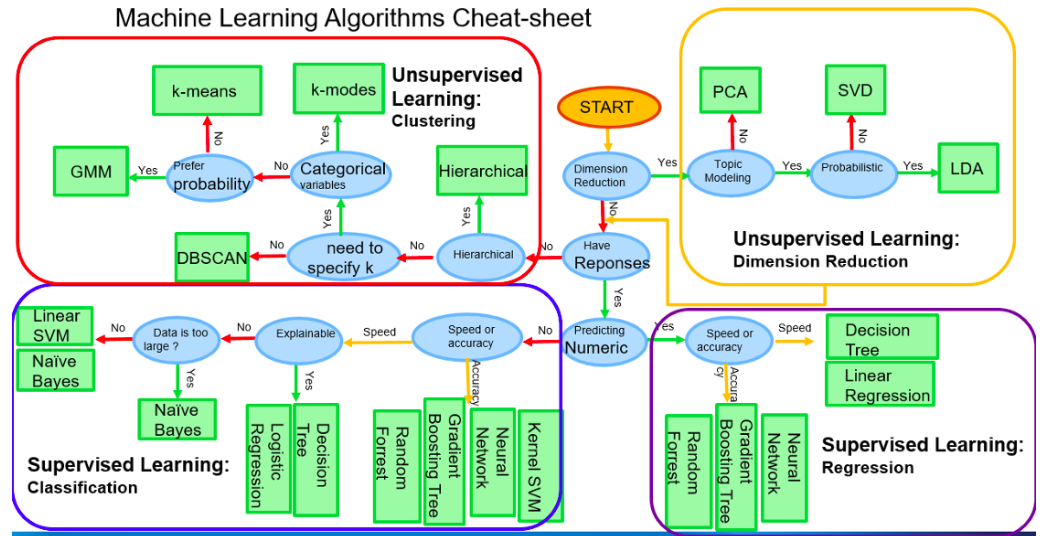 Machine Learning Algorithms Cheat-sheet
k-means
k-modes
Unsupervised
Learning:
Clustering
START
PCA
SVD
No
Yes
No
No
GMM
Yes
Prefer
probability
No
Categorical
variables
Hierarchical
Dimension
Reduction
Yes
Topic
Modeling
Yes
Probabilistic
Yes
LDA
Yes
Yes
No
DBSCAN
No
need to
specify k
No
Hierarchical
No
Have
Reponses
Unsupervised Learning:
Dimension Reduction
Yes
Linear
SVM
No
Data is too
large ?
No
Explainable
Speed
Speed or
accuracy
No
Predicting
Numeric
Yes
Speed or
accuracy
Speed
Decision
Tree
Naïve
Bayes
Yes
Yes
Accuracy
Accura
cy
Linear
Regression
Naïve
Bayes
Logistic
Regression
Decision
Tree
Random
Forrest
Gradient
Boosting Tree
Neural
Network
Kernel SVM
Random
Forrest
Gradient
Boosting Tree
Neural
Network
Supervised Learning:
Classification
Supervised Learning:
Regression